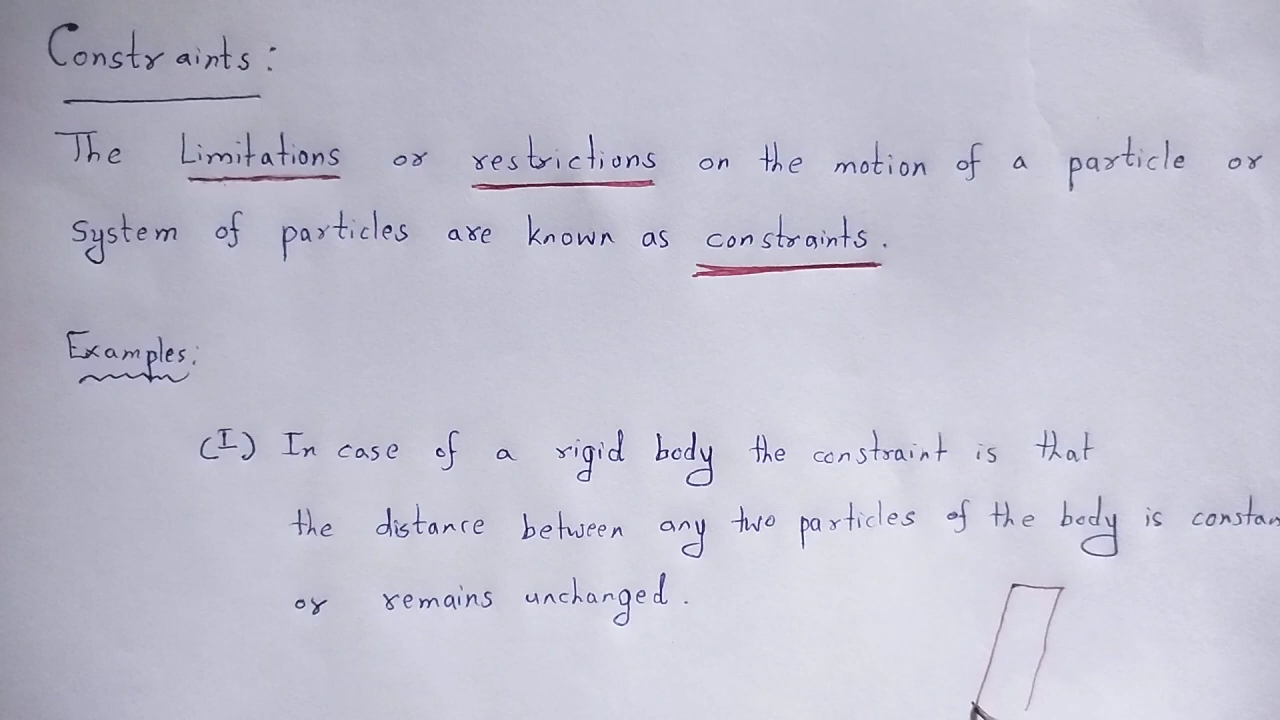 Constraints:
The Limitations or restrictions on the motion of a particle or
System of particles are known as constraints.
Examples:
(I) In case of a rigid body the constraint is that
the distance between any two particles of the body is constan
or remains unchanged.